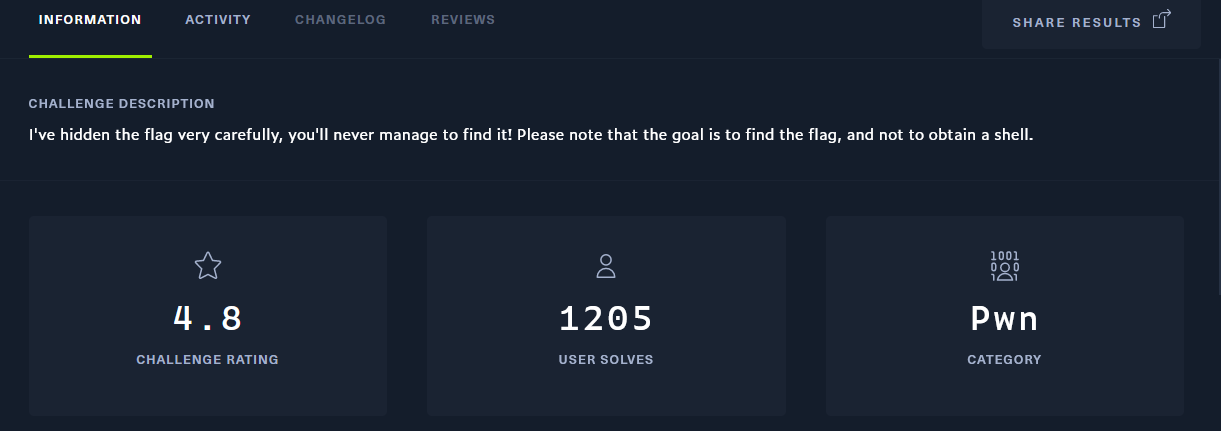 INFORMATION ACTIVITY CHANGELOG REVIEWS SHARE RESULTS
CHALLENGE DESCRIPTION
I've hidden the flag very carefully, you'll never manage to find it! Please note that the goal is to find the flag, and not to obtain a shell.
4.8
CHALLENGE RATING
1205
USER SOLVES
Pwn
CATEGORY